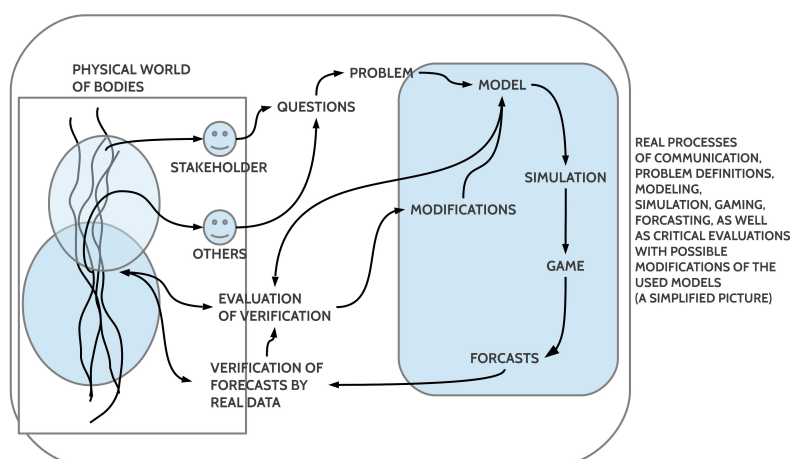 PHYSICAL WORLD
OF BODIES
STAKEHOLDER
OTHERS
QUESTIONS
PROBLEM
MODEL
SIMULATION
MODIFICATIONS
GAME
FORCASTS
EVALUATION
OF VERIFICATION
VERIFICATION OF
FORECASTS BY
REAL DATA
REAL PROCESSES
OF COMMUNICATION,
PROBLEM DEFINITIONS,
MODELING,
SIMULATION, GAMING,
FORCASTING, AS WELL
AS CRITICAL EVALUATIONS
WITH POSSIBLE
MODIFICATIONS OF THE
USED MODELS
(A SIMPLIFIED PICTURE)